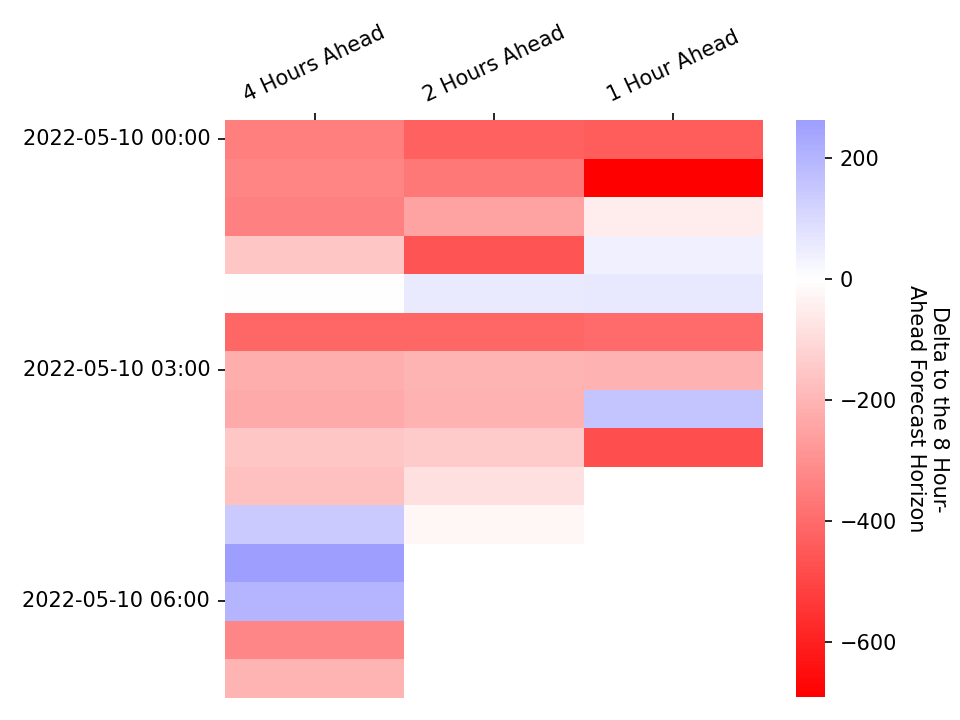 4 Hours Ahead
2 Hours Ahead
1 Hour Ahead
2022-05-10 00:00
2022-05-10 03:00
2022-05-10 06:00
200
0
−200
−400
−600
Delta to the 8 Hour-
Ahead Forecast Horizon